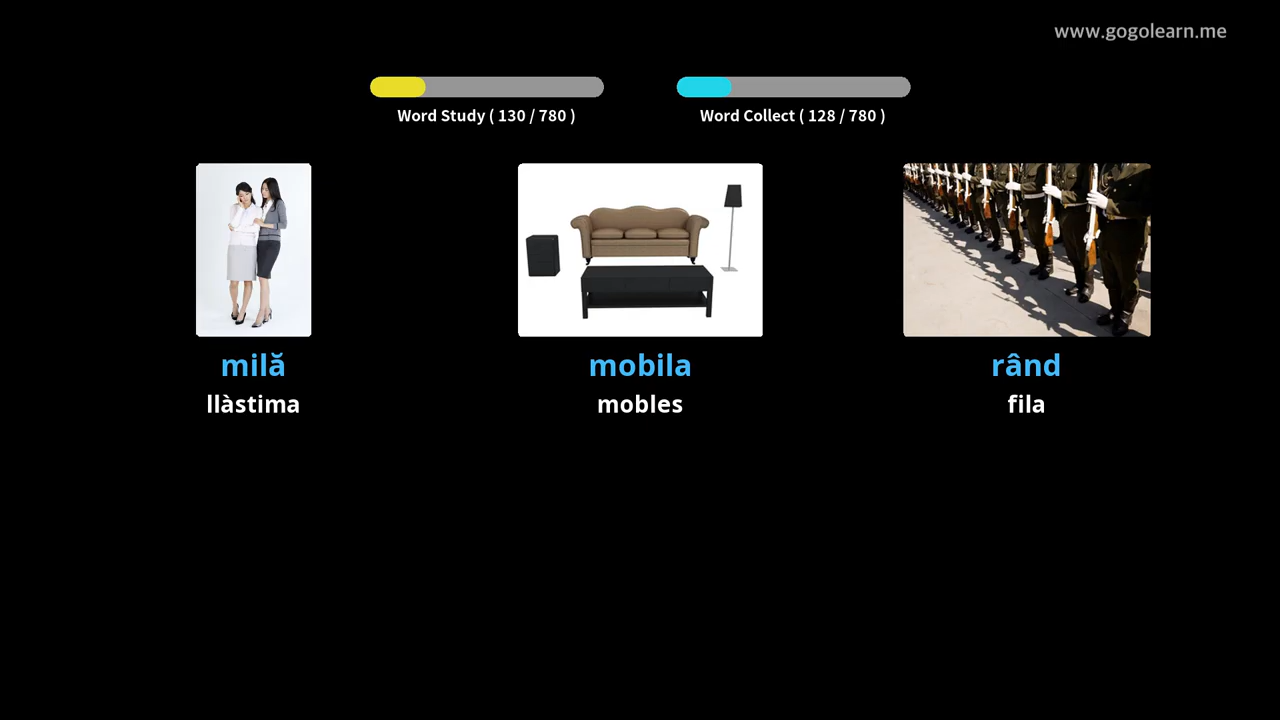 www.gogolearn.me
Word Study ( 130 / 780 )
Word Collect ( 128 / 780 )
milă
mobila
rând
llàstima
mobles
fila